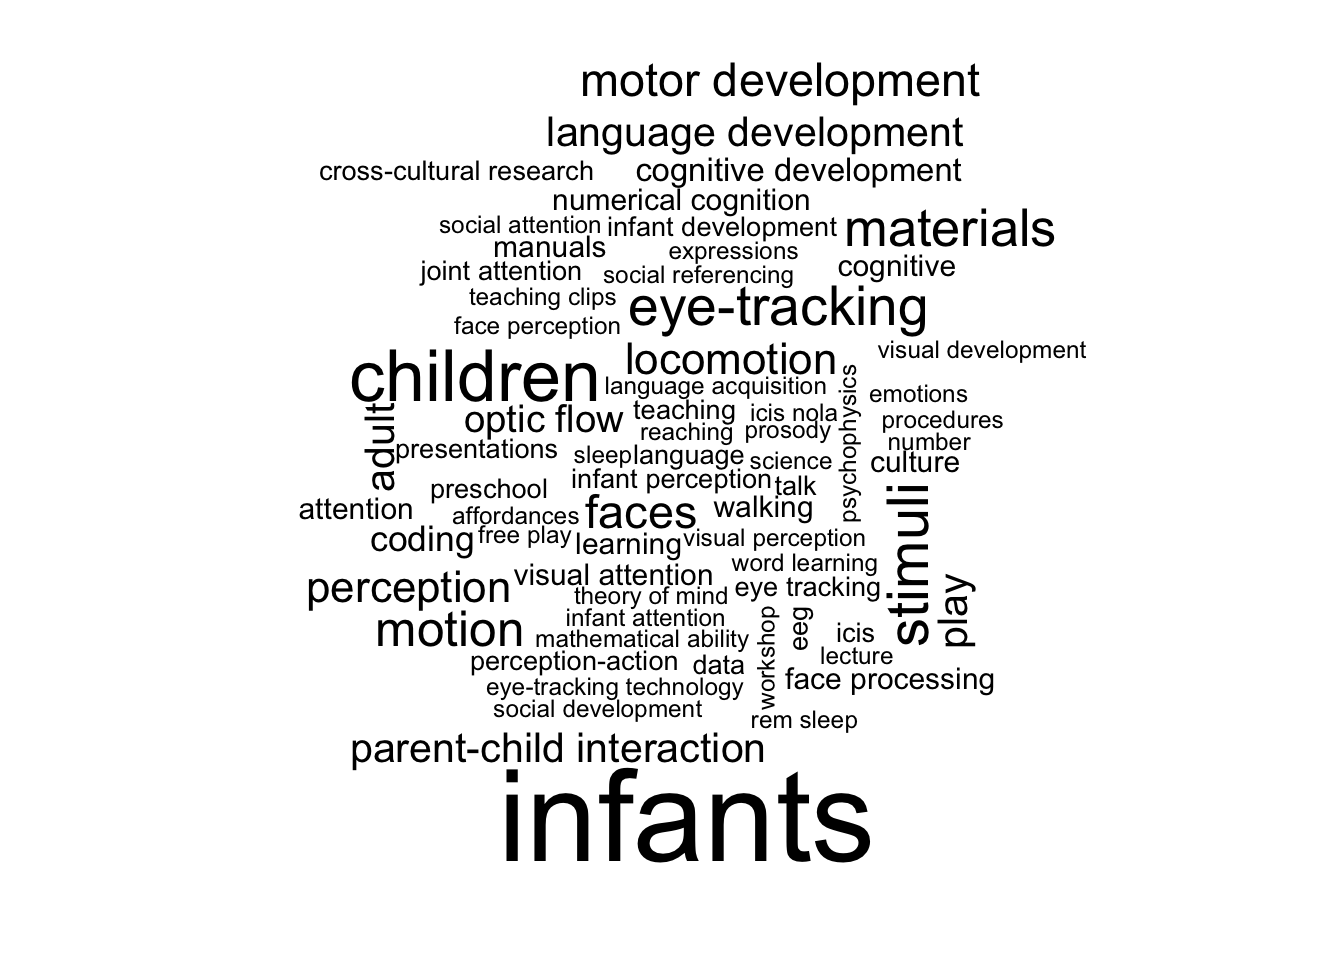 motor development
language development
cross-cultural research
cognitive development
numerical cognition
social attention
infant development
materials
manuals
expressions
joint attention
social referencing
cognitive
teaching clips
eye-tracking
face perception
children
locomotion
visual development
language acquisition
psychophysics
emotions
adult
optic flow
teaching
icis nola
procedures
reaching
prosody
number
presentations
sleep
language
science
culture
infant perception
talk
preschool
stimuli
attention
affordances
faces
walking
coding
free play
learning
visual perception
word learning
perception
visual attention
theory of mind
eye tracking
play
motion
infant attention
workshop
eeg
icis
mathematical ability
lecture
perception-action
data
face processing
eye-tracking technology
social development
rem sleep
parent-child interaction
infants